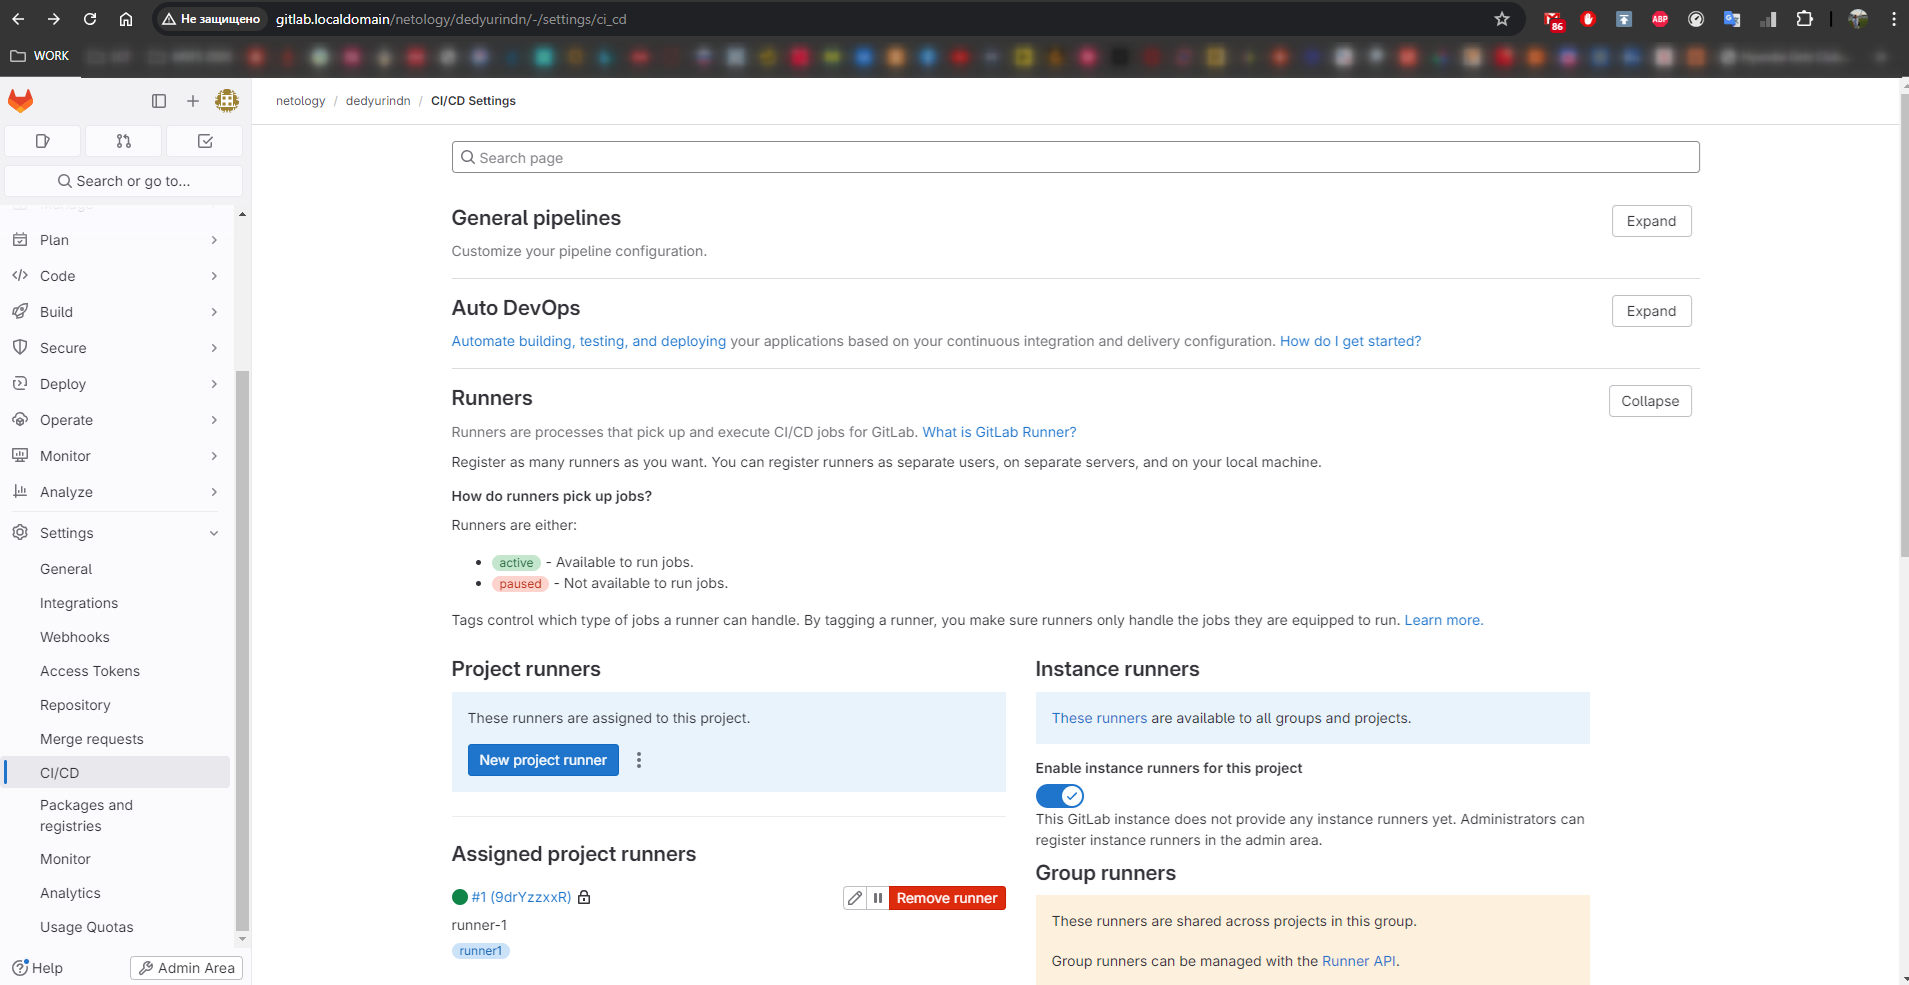 Не защищено
gitlab.localdomain/netology/dedyurindn/-/settings/ci_cd
86
ABP
WORK
netology / dedyurindn / CI/CD Settings
Search or go to...
Plan
Code
Build
Secure
Deploy
Operate
Monitor
Analyze
Settings
General
Integrations
Webhooks
Access Tokens
Repository
Merge requests
CI/CD
Packages and
registries
Monitor
Analytics
Usage Quotas
Help
Admin Area
Search page
General pipelines
Expand
Customize your pipeline configuration.
Auto DevOps
Expand
Automate building, testing, and deploying your applications based on your continuous integration and delivery configuration. How do I get started?
Runners
Collapse
Runners are processes that pick up and execute CI/CD jobs for GitLab. What is GitLab Runner?
Register as many runners as you want. You can register runners as separate users, on separate servers, and on your local machine.
How do runners pick up jobs?
Runners are either:
active - Available to run jobs.
paused - Not available to run jobs.
Tags control which type of jobs a runner can handle. By tagging a runner, you make sure runners only handle the jobs they are equipped to run. Learn more.
Project runners
These runners are assigned to this project.
New project runner
Assigned project runners
#1 (9drYzzxxR)
Remove runner
runner-1
runner1
Instance runners
These runners are available to all groups and projects.
Enable instance runners for this project
This GitLab instance does not provide any instance runners yet. Administrators can
register instance runners in the admin area.
Group runners
These runners are shared across projects in this group.
Group runners can be managed with the Runner API.